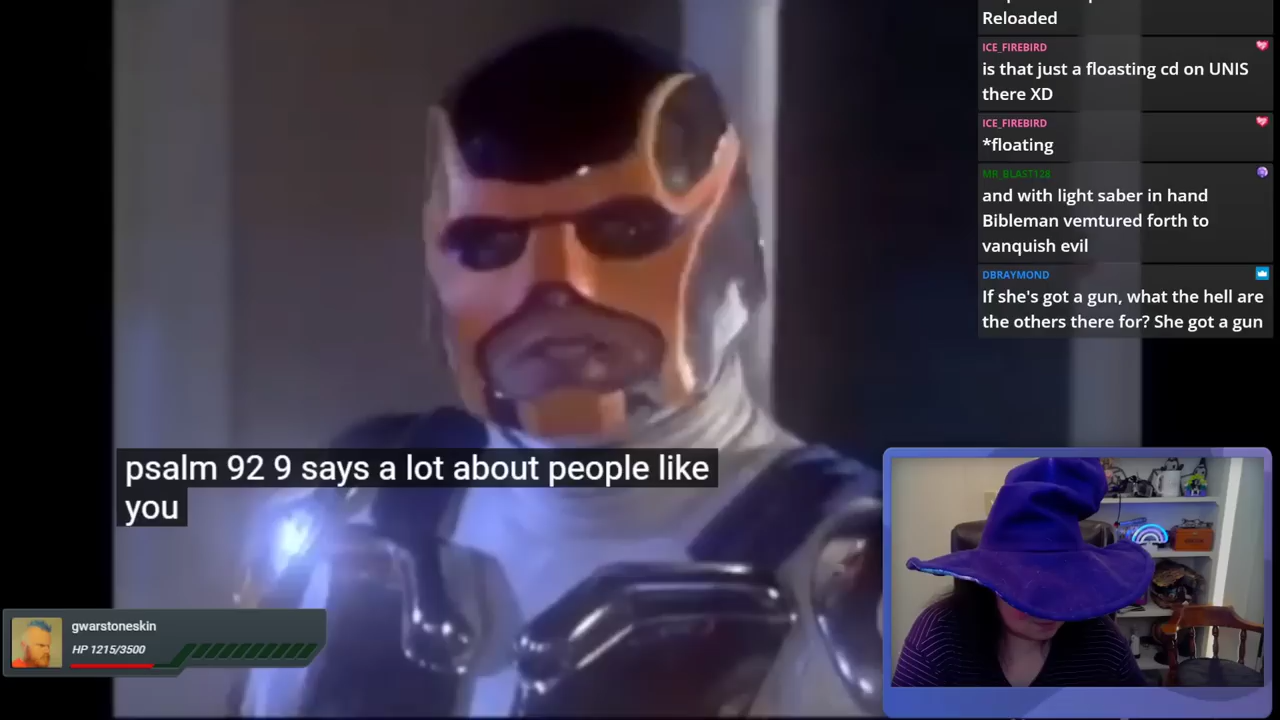 Reloaded
ICE_FIREBIRD
is that just a floasting cd on UNIS
there XD
ICE_FIREBIRD
*floating
MR_BLAST128
and with light saber in hand
Bibleman vemtured forth to
vanquish evil
DBRAYMOND
If she's got a gun, what the hell are
the others there for? She got a gun
psalm 92 9 says a lot about people like
you
gwarstoneskin
HP 1215/3500